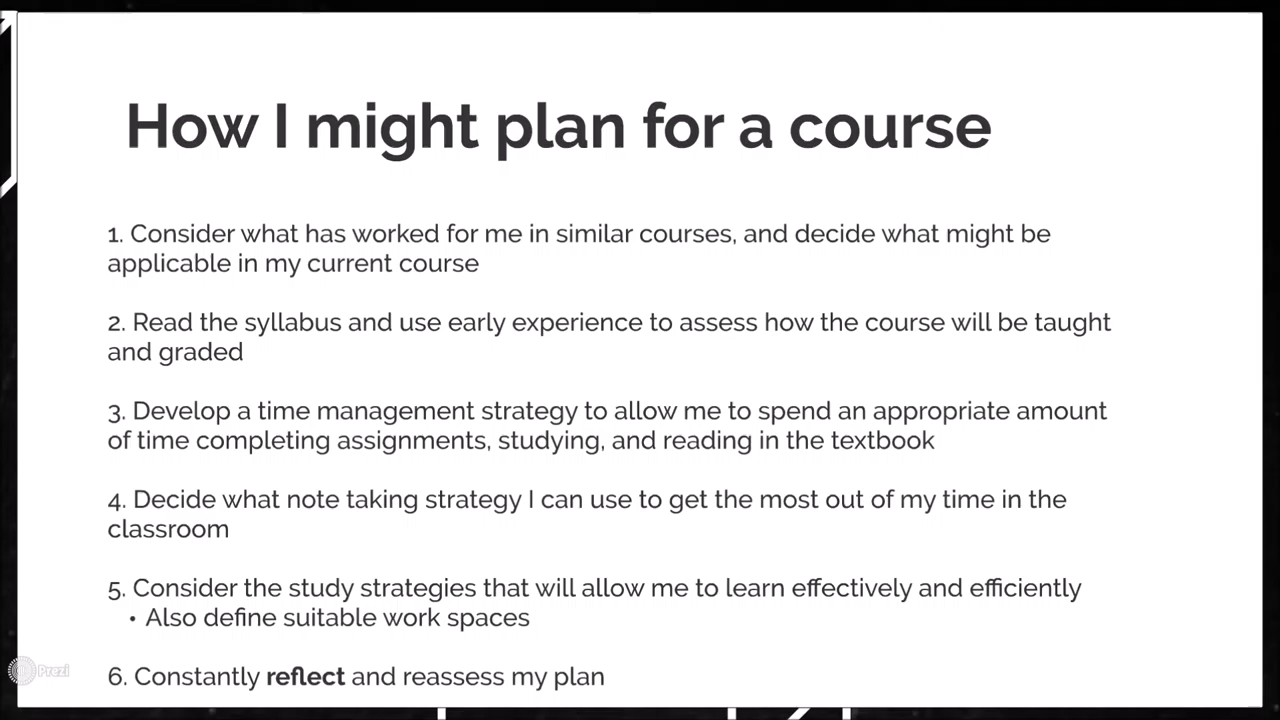 How I might plan for a course
1. Consider what has worked for me in similar courses, and decide what might be
applicable in my current course
2. Read the syllabus and use early experience to assess how the course will be taught
and graded
3. Develop a time management strategy to allow me to spend an appropriate amount
of time completing assignments, studying, and reading in the textbook
4. Decide what note taking strategy I can use to get the most out of my time in the
classroom
5. Consider the study strategies that will allow me to learn effectively and efficiently
• Also define suitable work spaces
6. Constantly reflect and reassess my plan
Prezi